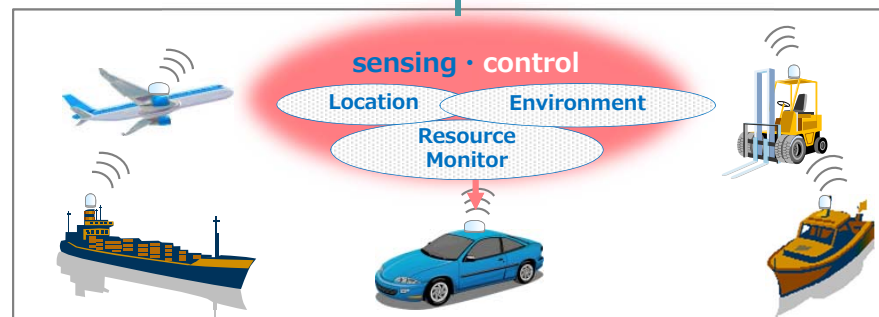 sensing・control
Location
Environment
Resource
Monitor